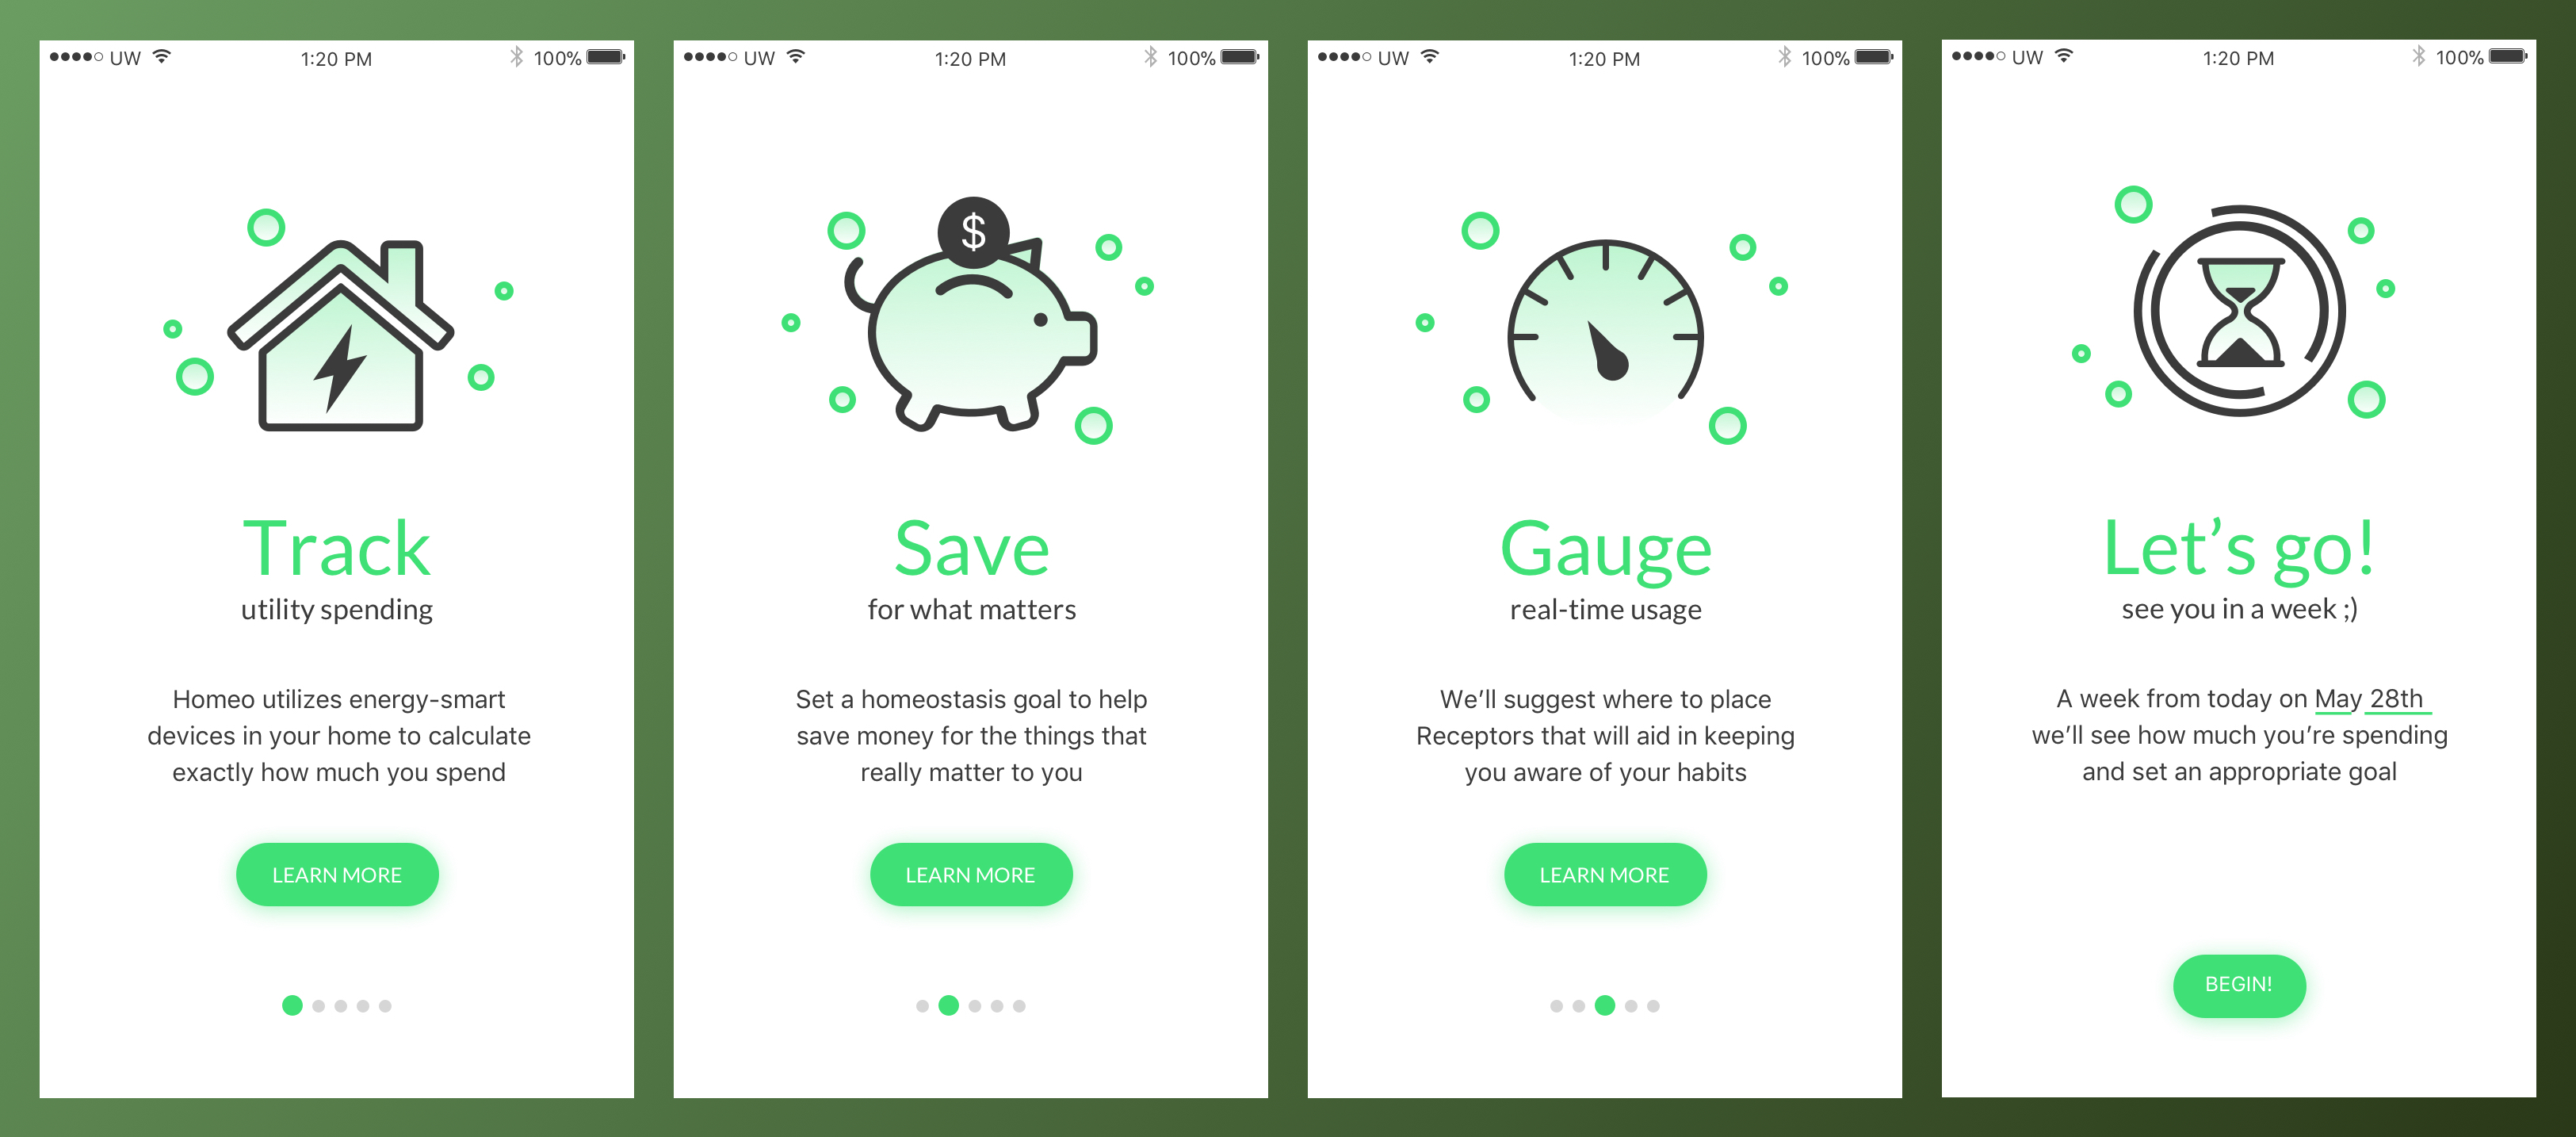 UW 1:20 PM 100%
$
Track
utility spending
Homeo utilizes energy-smart
devices in your home to calculate
exactly how much you spend
LEARN MORE
UW 1:20 PM 100%
$
Save
for what matters
Set a homeostasis goal to help
save money for the things that
really matter to you
LEARN MORE
UW 1:20 PM 100%
Gauge
real-time usage
We’ll suggest where to place
Receptors that will aid in keeping
you aware of your habits
LEARN MORE
UW 1:20 PM 100%
Let’s go!
see you in a week ;)
A week from today on May 28th
we’ll see how much you’re spending
and set an appropriate goal
BEGIN!